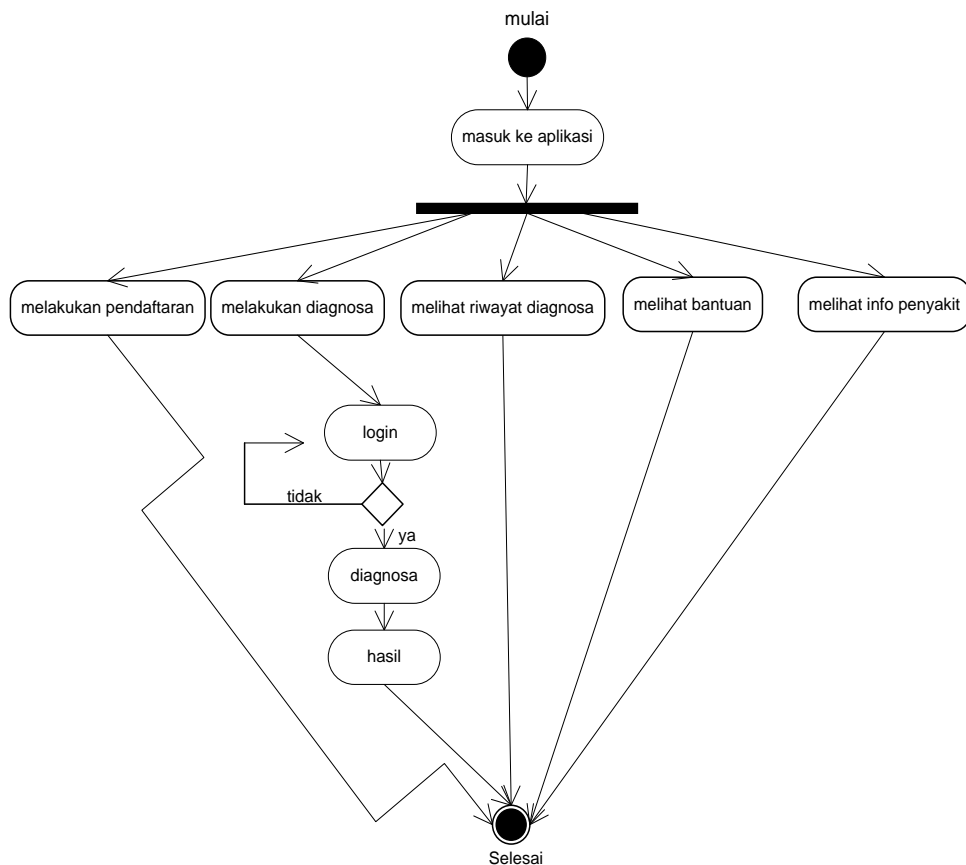 mulai
masuk ke aplikasi
melakukan pendaftaran
melakukan diagnosa
melihat riwayat diagnosa
melihat bantuan
melihat info penyakit
login
tidak
ya
diagnosa
hasil
Selesai